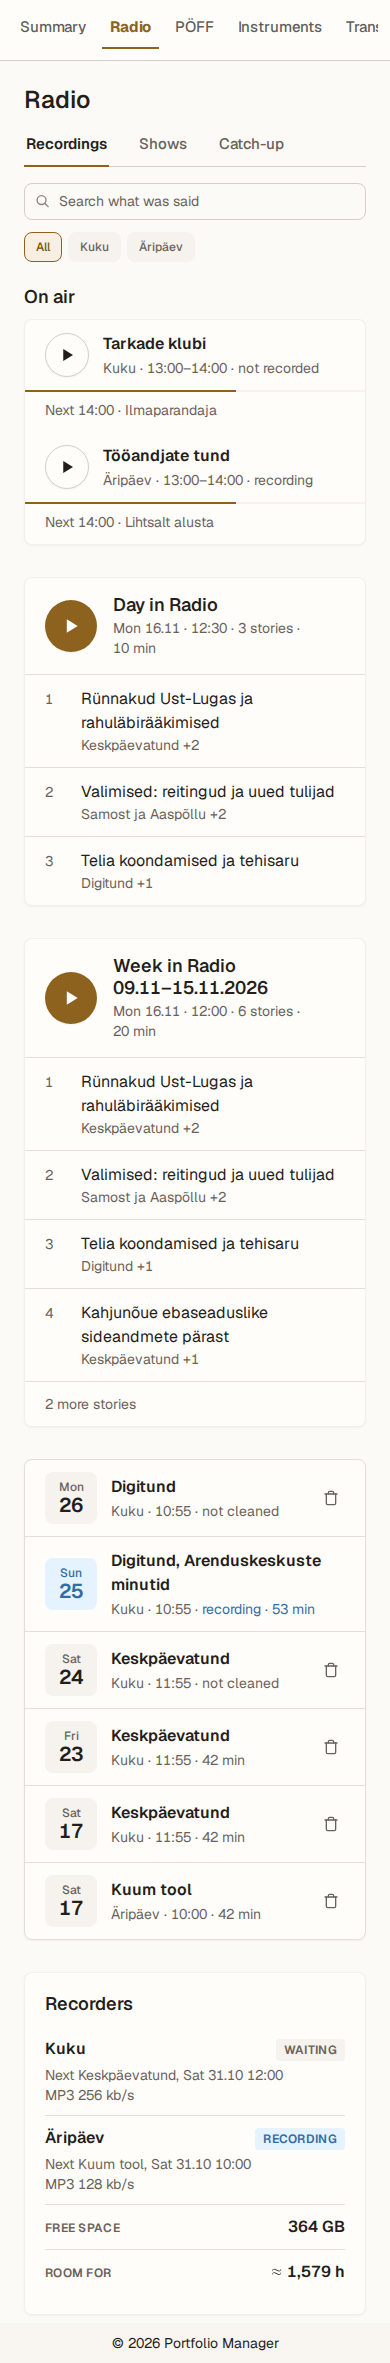 Summary Radio PÖFF Instruments Trans
Radio
Recordings Shows Catch-up
Search what was said
All Kuku Äripäev
On air
Tarkade klubi
Kuku · 13:00–14:00 · not recorded
Next 14:00 · Ilmaparandaja
Tööandjate tund
Äripäev · 13:00–14:00 · recording
Next 14:00 · Lihtsalt alusta
Day in Radio
Mon 16.11 · 12:30 · 3 stories ·
10 min
1 Rünnakud Ust-Lugas ja
rahuläbirääkimised
Keskpäevatund +2
2 Valimised: reitingud ja uued tulijad
Samost ja Aaspõllu +2
3 Telia koondamised ja tehisaru
Digitund +1
Week in Radio
09.11–15.11.2026
Mon 16.11 · 12:00 · 6 stories ·
20 min
1 Rünnakud Ust-Lugas ja
rahuläbirääkimised
Keskpäevatund +2
2 Valimised: reitingud ja uued tulijad
Samost ja Aaspõllu +2
3 Telia koondamised ja tehisaru
Digitund +1
4 Kahjunõue ebaseaduslike
sideandmete pärast
Keskpäevatund +1
2 more stories
Mon
26
Digitund
Kuku · 10:55 · not cleaned
Sun
25
Digitund, Arenduskeskuste
minutid
Kuku · 10:55 · recording · 53 min
Sat
24
Keskpäevatund
Kuku · 11:55 · not cleaned
Fri
23
Keskpäevatund
Kuku · 11:55 · 42 min
Sat
17
Keskpäevatund
Kuku · 11:55 · 42 min
Sat
17
Kuum tool
Äripäev · 10:00 · 42 min
Recorders
Kuku WAITING
Next Keskpäevatund, Sat 31.10 12:00
MP3 256 kb/s
Äripäev RECORDING
Next Kuum tool, Sat 31.10 10:00
MP3 128 kb/s
FREE SPACE 364 GB
ROOM FOR ≈ 1,579 h
© 2026 Portfolio Manager